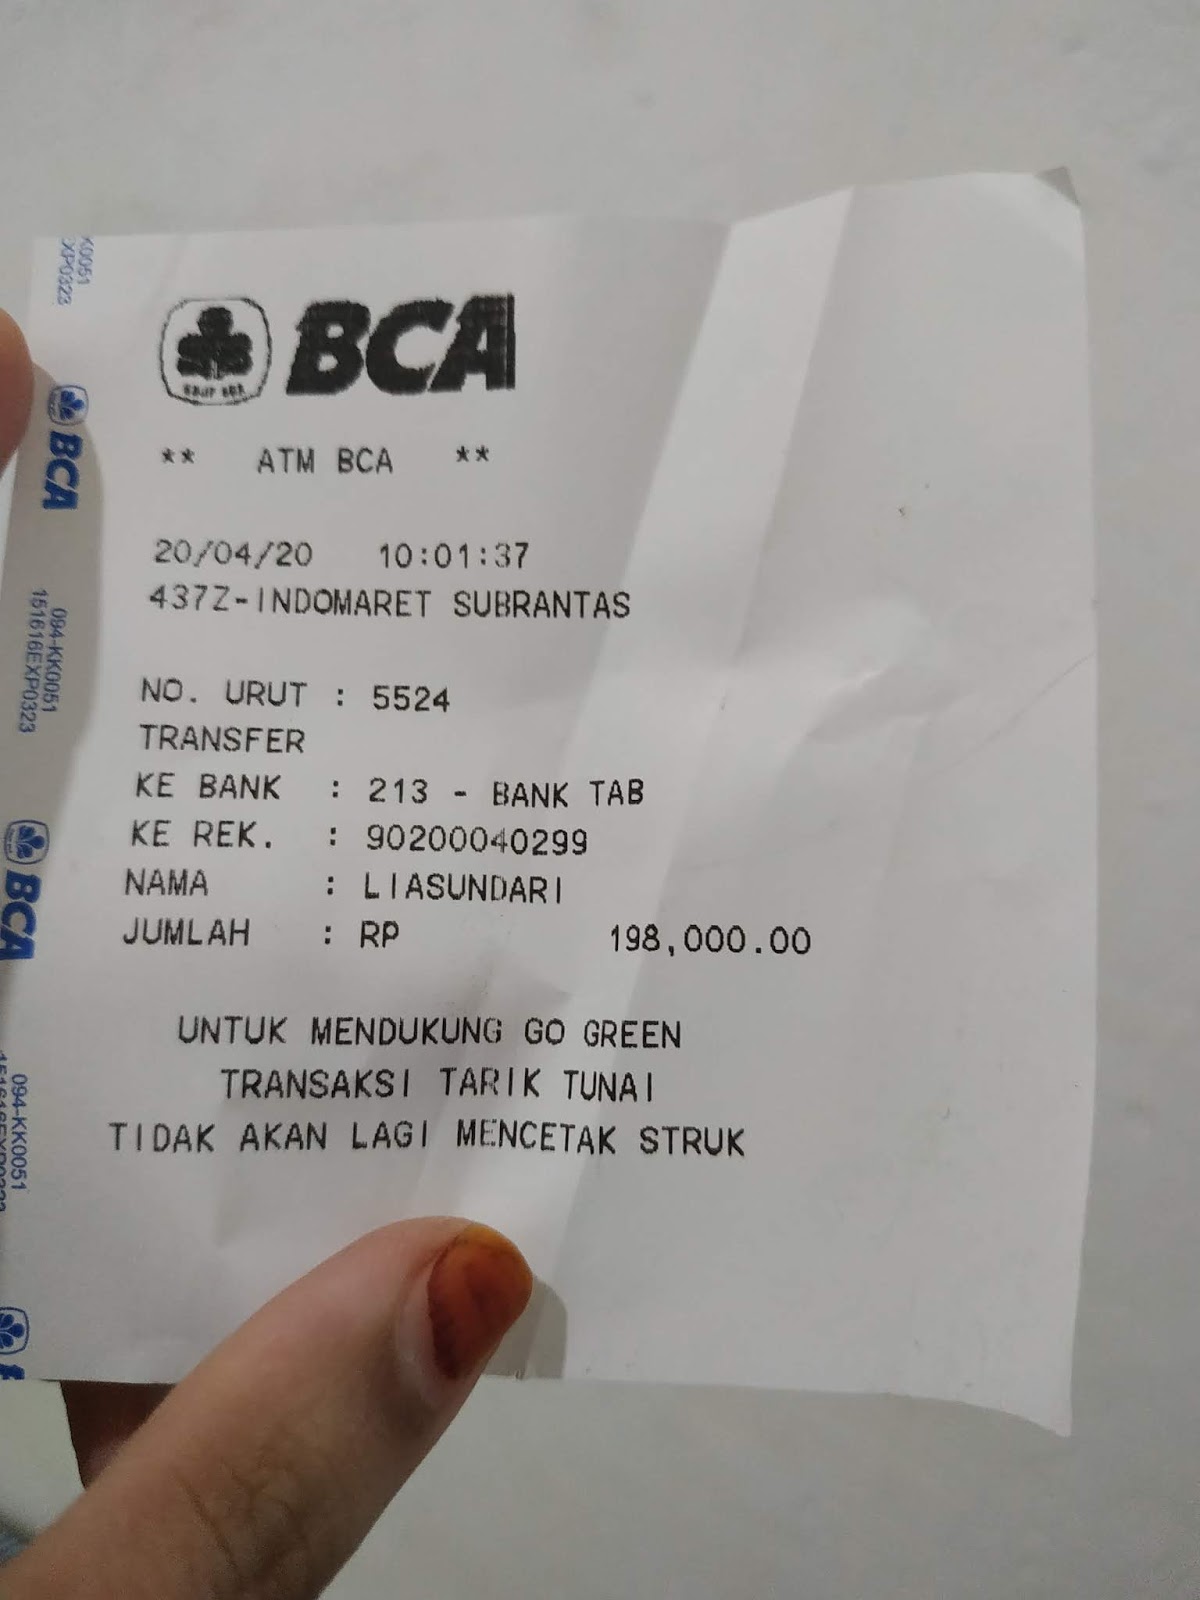 BCA
** ATM BCA **
20/04/20 10:01:37
437Z-INDOMARET SUBRANTAS
NO. URUT : 5524
TRANSFER
KE BANK : 213 - BANK TAB
KE REK. : 90200040299
NAMA : LIASUNDARI
JUMLAH : RP 198,000.00
UNTUK MENDUKUNG GO GREEN
TRANSAKSI TARIK TUNAI
TIDAK AKAN LAGI MENCETAK STRUK
K0051
XP0323
BCA
094-KK0051
151616EXP0323
BCA
094-KK0051